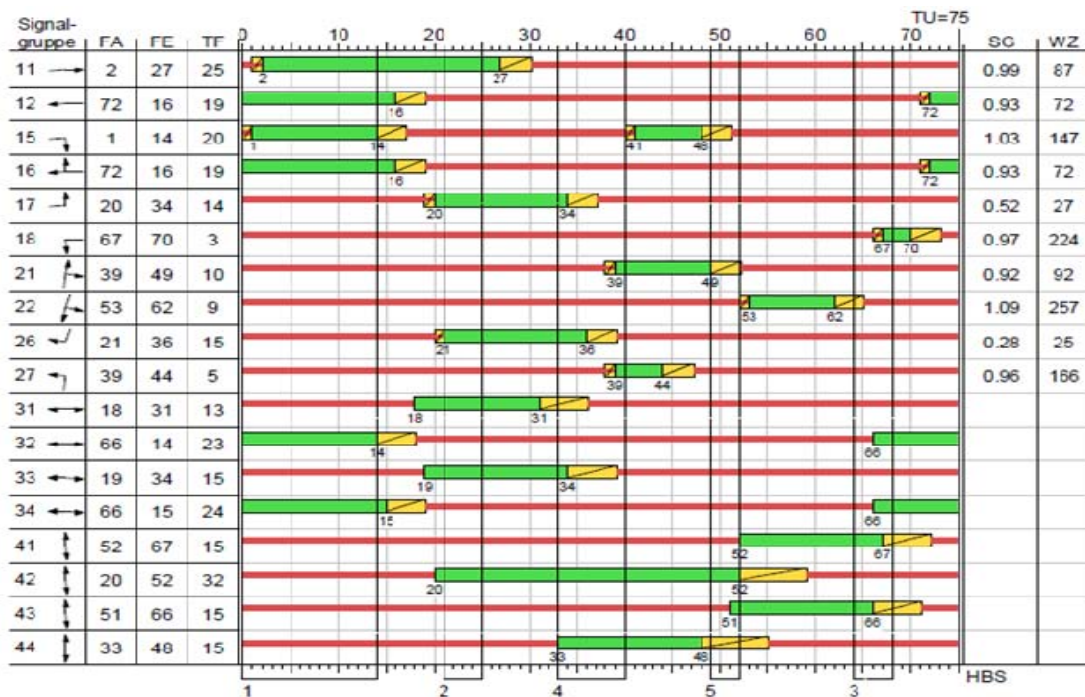 TU=75
Signal-
gruppe FA FE TF 0 10 20 30 40 50 60 70 SG WZ
11 2 27 25 2 27 0.99 87
12 72 16 19 16 72 0.93 72
15 1 14 20 1 14 41 48 1.03 147
16 72 16 19 16 72 0.93 72
17 20 34 14 20 34 0.52 27
18 67 70 3 67 70 0.97 224
21 39 49 10 39 49 0.92 92
22 53 62 9 53 62 1.09 257
26 21 36 15 21 36 0.28 25
27 39 44 5 39 44 0.96 166
31 18 31 13 18 31
32 66 14 23 14 66
33 19 34 15 19 34
34 66 15 24 15 66
41 52 67 15 52 67
42 20 52 32 20 52
43 51 66 15 51 66
44 33 48 15 33 48
HBS
1 2 4 5 3